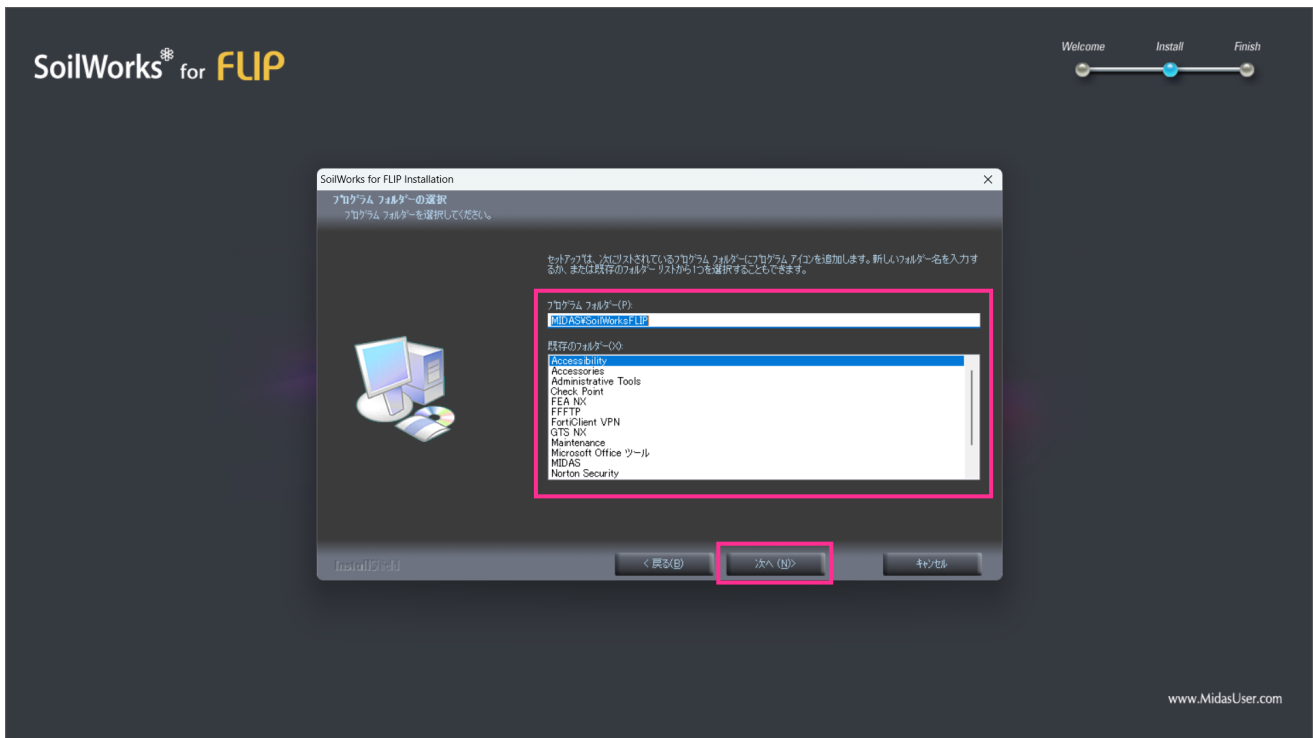 SoilWorks for FLIP
Welcome Install Finish
SoilWorks for FLIP Installation
プログラム フォルダーの選択
プログラム フォルダーを選択してください。
セットアップは、次にリストされているプログラム フォルダーにプログラム アイコンを追加します。新しいフォルダー名を入力す
るか、または既存のフォルダー リストから1つを選択することもできます。
プログラム フォルダー(P):
MIDAS¥SoilWorksFLIP
既存のフォルダー(X):
Accessibility
Accessories
Administrative Tools
Check Point
FEA NX
FFFTP
FortiClient VPN
GTS NX
Maintenance
Microsoft Office ツール
MIDAS
Norton Security
InstallShield
< 戻る(B) 次へ (N)> キャンセル
www.MidasUser.com